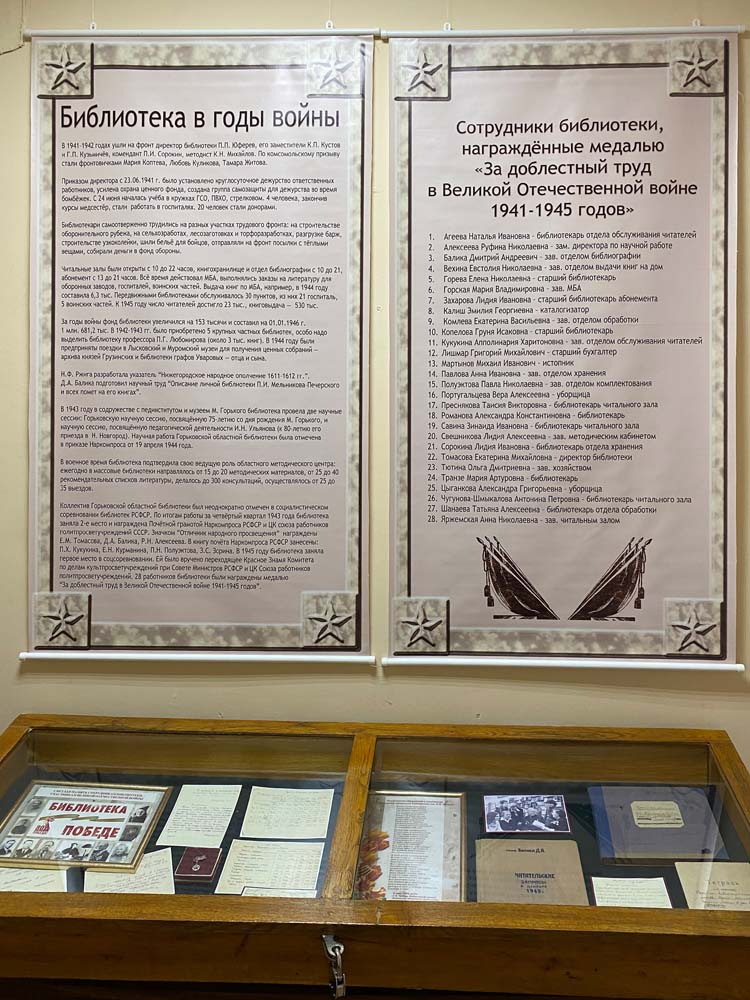 Библиотека в годы войны
В 1941-1942 годах ушли на фронт директор библиотеки П.П. Юферев, его заместители К.П. Кустов
и Г.П. Кузьмичёв, комендант П.И. Сорокин, методист К.Н. Михайлов. По комсомольскому призыву
стали фронтовичками Мария Коптева, Любовь Куликова, Тамара Житова.
Приказом директора с 23.06.1941 г. было установлено круглосуточное дежурство ответственных
работников, усилена охрана ценного фонда, создана группа самозащиты для дежурства во время
бомбёжек. С 24 июня началась учёба в кружках ГСО, ПВХО, стрелковом. 4 человека, закончив
курсы медсестёр, стали работать в госпиталях. 20 человек стали донорами.
Библиотекари самоотверженно трудились на разных участках трудового фронта: на строительстве
оборонительного рубежа, на сельхозработах, лесозаготовках и торфоразработках, разгрузке барж,
строительстве узкоколейки, шили бельё для бойцов, отправляли на фронт посылки с тёплыми
вещами, собирали деньги в фонд обороны.
Читальные залы были открыты с 10 до 22 часов, книгохранилище и отдел библиографии с 10 до 21,
абонемент с 13 до 21 часов. Всё время действовал МБА, выполнялись заказы на литературу для
оборонных заводов, госпиталей, воинских частей. Выдача книг по МБА, например, в 1944 году
составила 6,3 тыс. Передвижными библиотеками обслуживалось 30 пунктов, из них 21 госпиталь,
5 воинских частей. К 1945 году число читателей достигло 23 тыс., книговыдача — 530 тыс.
За годы войны фонд библиотеки увеличился на 153 тысячи и составил на 01.01.1946 г.
1 млн. 681,2 тыс. В 1942-1943 гг. было приобретено 5 крупных частных библиотек, особо надо
выделить библиотеку профессора П.Г. Любомирова (около 3 тыс. книг). В 1944 году были
предприняты поездки в Лысковский и Муромский музеи для получения ценных собраний –
архива князей Грузинских и библиотеки графов Уваровых — отца и сына.
Н.Ф. Ржига разработала указатель "Нижегородское народное ополчение 1611-1612 гг.".
Д.А. Балика подготовил научный труд "Описание личной библиотеки П.И. Мельникова-Печерского
и всех помет на его книгах".
В 1943 году в содружестве с пединститутом и музеем М. Горького библиотека провела две научные
сессии: Горьковскую научную сессию, посвящённую 75-летию со дня рождения М. Горького, и
научную сессию, посвящённую педагогической деятельности И.Н. Ульянова (к 80-летию его
приезда в Н. Новгород). Научная работа Горьковской областной библиотеки была отмечена
в приказе Наркомпроса от 19 апреля 1944 года.
В военное время библиотека подтвердила свою ведущую роль областного методического центра:
ежегодно в массовые библиотеки направлялось от 15 до 20 методических материалов, от 25 до 40
рекомендательных списков литературы, делалось до 300 консультаций, осуществлялось от 25 до
35 выездов.
Коллектив Горьковской областной библиотеки был неоднократно отмечен в социалистическом
соревновании библиотек РСФСР. По итогам работы за четвёртый квартал 1943 года библиотека
заняла 2-е место и награждена Почётной грамотой Наркомпроса РСФСР и ЦК союза работников
политпросветучреждений СССР. Значком "Отличник народного просвещения" награждены
Е.М. Томасова, Д.А. Балика, Р.Н. Алексеева. В книгу почёта Наркомпроса РСФСР занесены:
П.Х. Кукукина, Е.Н. Курманина, П.Н. Полуэктова, З.С. Зорина. В 1945 году библиотека заняла
первое место в соцсоревновании. Ей было вручено переходящее Красное Знамя Комитета
по делам культпросветучреждений при Совете Министров РСФСР и ЦК Союза работников
политпросветучреждений. 28 работников библиотеки были награждены медалью
"За доблестный труд в Великой Отечественной войне 1941-1945 годов".
Сотрудники библиотеки,
награждённые медалью
«За доблестный труд
в Великой Отечественной войне
1941-1945 годов»
1. Агеева Наталья Ивановна – библиотекарь отдела обслуживания читателей
2. Алексеева Руфина Николаевна – зам. директора по научной работе
3. Балика Дмитрий Андреевич – зав. отделом библиографии
4. Вехина Евстолия Николаевна – зав. отделом выдачи книг на дом
5. Горева Елена Николаевна – старший библиотекарь
6. Горская Мария Владимировна – зав. МБА
7. Захарова Лидия Ивановна – старший библиотекарь абонемента
8. Калиш Эмилия Георгиевна – каталогизатор
9. Комлева Екатерина Васильевна – зав. отделом обработки
10. Копелова Груня Исаковна – старший библиотекарь
11. Кукукина Апполинария Харитоновна – зав. отделом обслуживания читателей
12. Лишмар Григорий Михайлович – старший бухгалтер
13. Мартынов Михаил Иванович – истопник
14. Павлова Анна Ивановна – зав. отделом хранения
15. Полуэктова Павла Николаевна – зав. отделом комплектования
16. Португальцева Вера Алексеевна – уборщица
17. Преснякова Таисия Викторовна – библиотекарь читального зала
18. Романова Александра Константиновна – библиотекарь
19. Савина Зинаида Ивановна – библиотекарь читального зала
20. Свешникова Лидия Алексеевна – зав. методическим кабинетом
21. Сорокина Лидия Ивановна – библиотекарь отдела хранения
22. Томасова Екатерина Михайловна – директор библиотеки
23. Тютина Ольга Дмитриевна – зав. хозяйством
24. Транзе Мария Артуровна – библиотекарь
25. Цыганкова Александра Григорьевна – уборщица
26. Чугунова-Шмыкалова Антонина Петровна – библиотекарь читального зала
27. Шанаева Татьяна Алексеевна – библиотекарь отдела обработки
28. Яржемская Анна Николаевна – зав. читальным залом
БИБЛИОТЕКА
ПОБЕДЕ
ЧИТАТЕЛЬСКИЕ
1945г.
Тетрадь